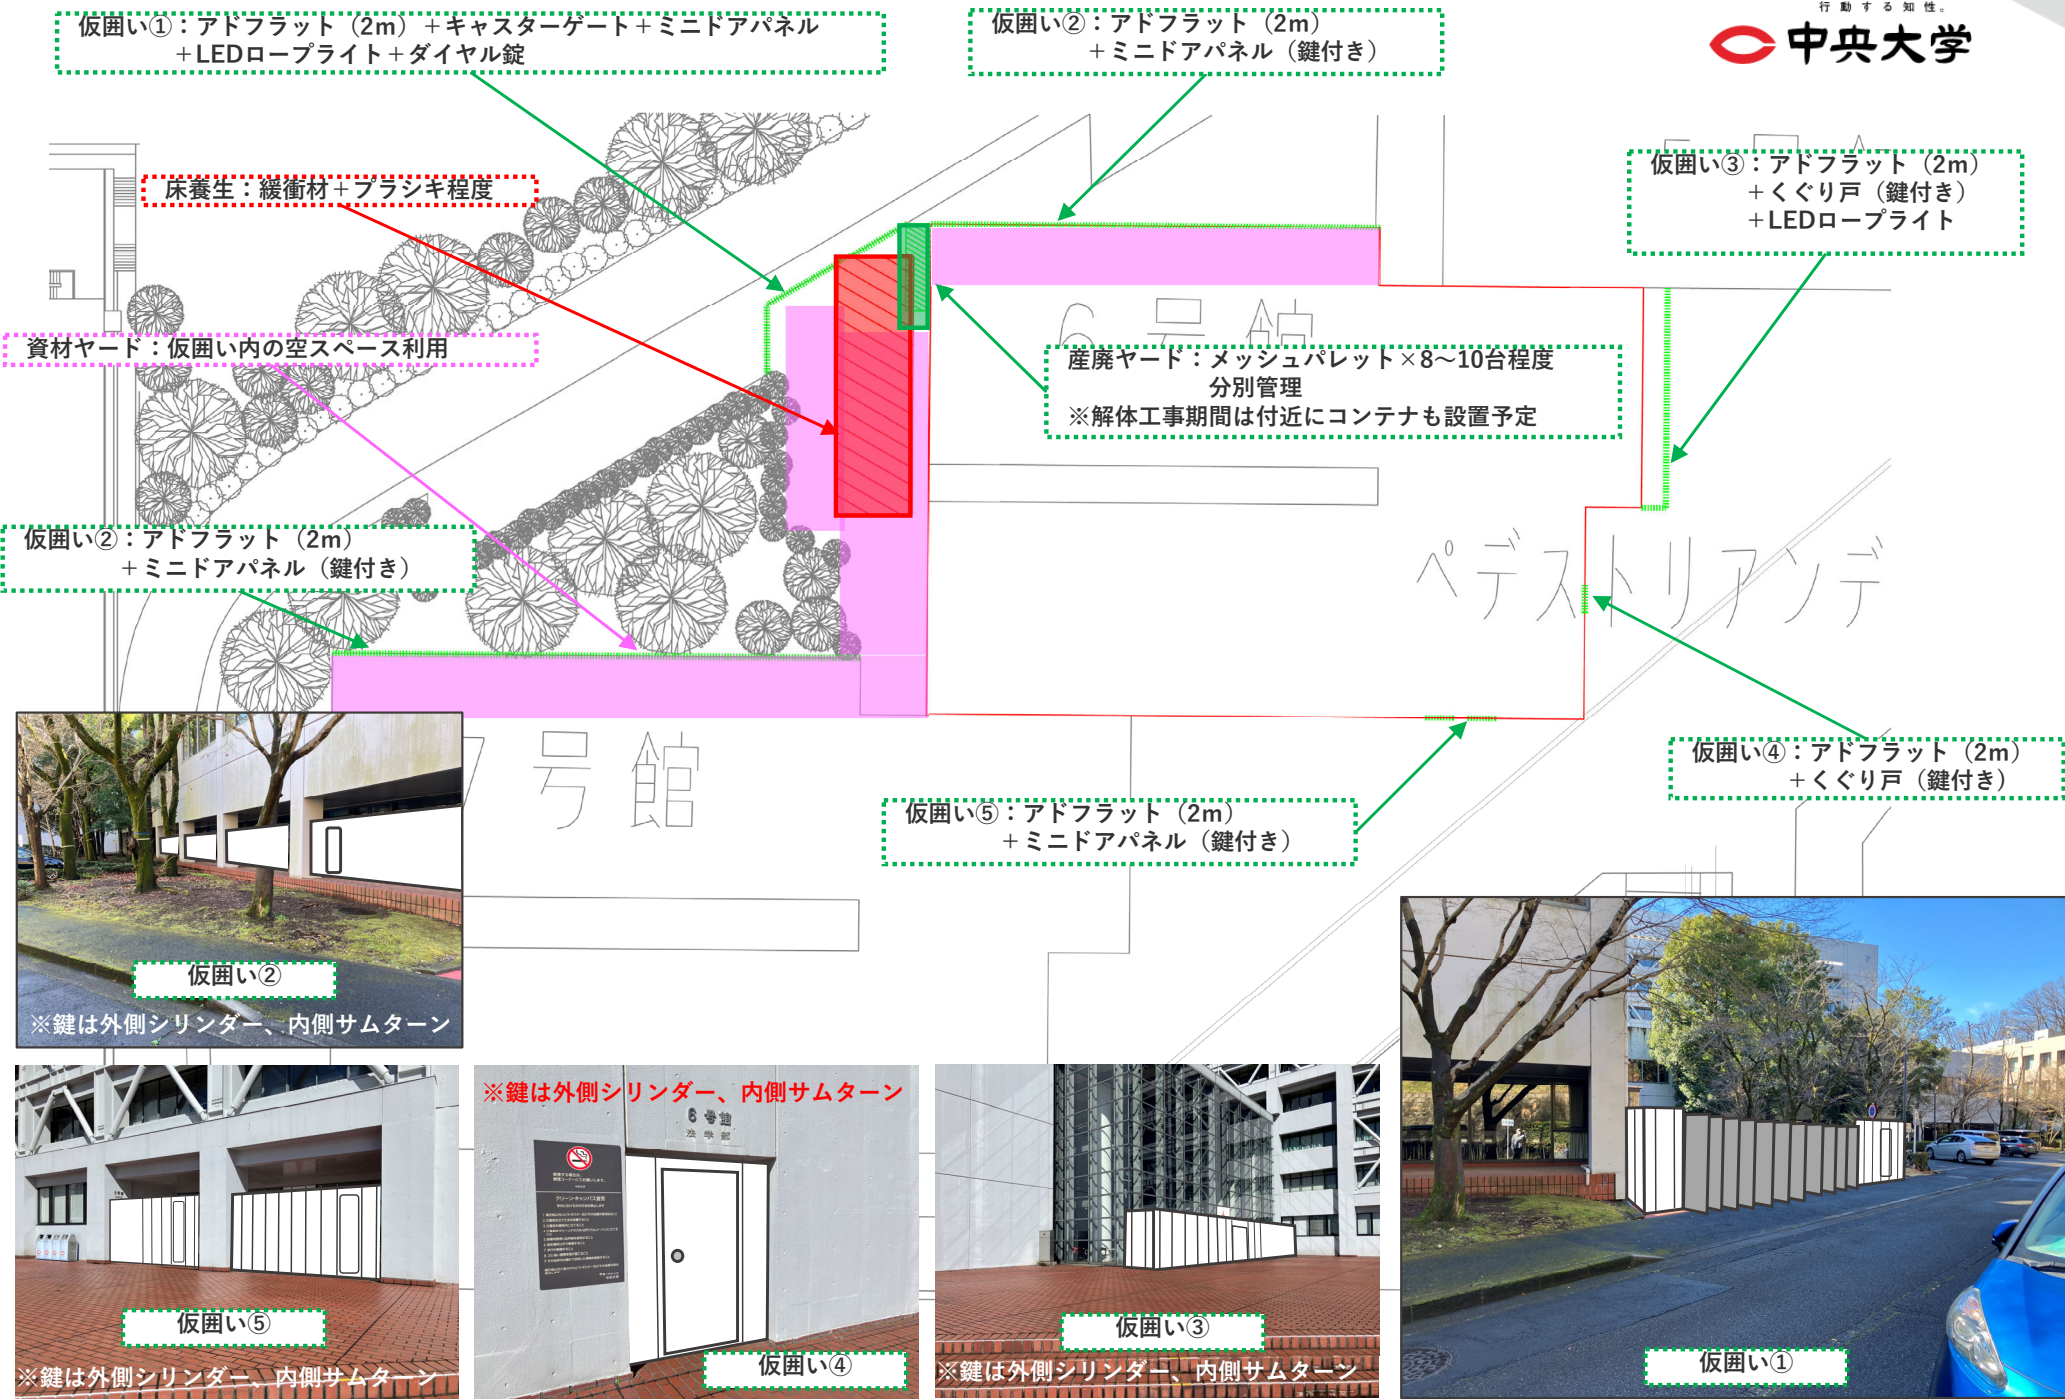 行動する知性。
中央大学
仮囲い①：アドフラット（2m）＋キャスターゲート＋ミニドアパネル
＋LEDロープライト＋ダイヤル錠
仮囲い②：アドフラット（2m）
＋ミニドアパネル（鍵付き）
仮囲い③：アドフラット（2m）
＋くぐり戸（鍵付き）
＋LEDロープライト
床養生：緩衝材＋プラシキ程度
資材ヤード：仮囲い内の空スペース利用
6号館
産廃ヤード：メッシュパレット×8～10台程度
分別管理
※解体工事期間は付近にコンテナも設置予定
仮囲い②：アドフラット（2m）
＋ミニドアパネル（鍵付き）
ペデストリアンデ
仮囲い④：アドフラット（2m）
＋くぐり戸（鍵付き）
7号館
仮囲い⑤：アドフラット（2m）
＋ミニドアパネル（鍵付き）
仮囲い②
※鍵は外側シリンダー、内側サムターン
仮囲い⑤
※鍵は外側シリンダー、内側サムターン
※鍵は外側シリンダー、内側サムターン
6号館
法学部
クリーン・キャンパス宣言
仮囲い④
仮囲い③
※鍵は外側シリンダー、内側サムターン
仮囲い①